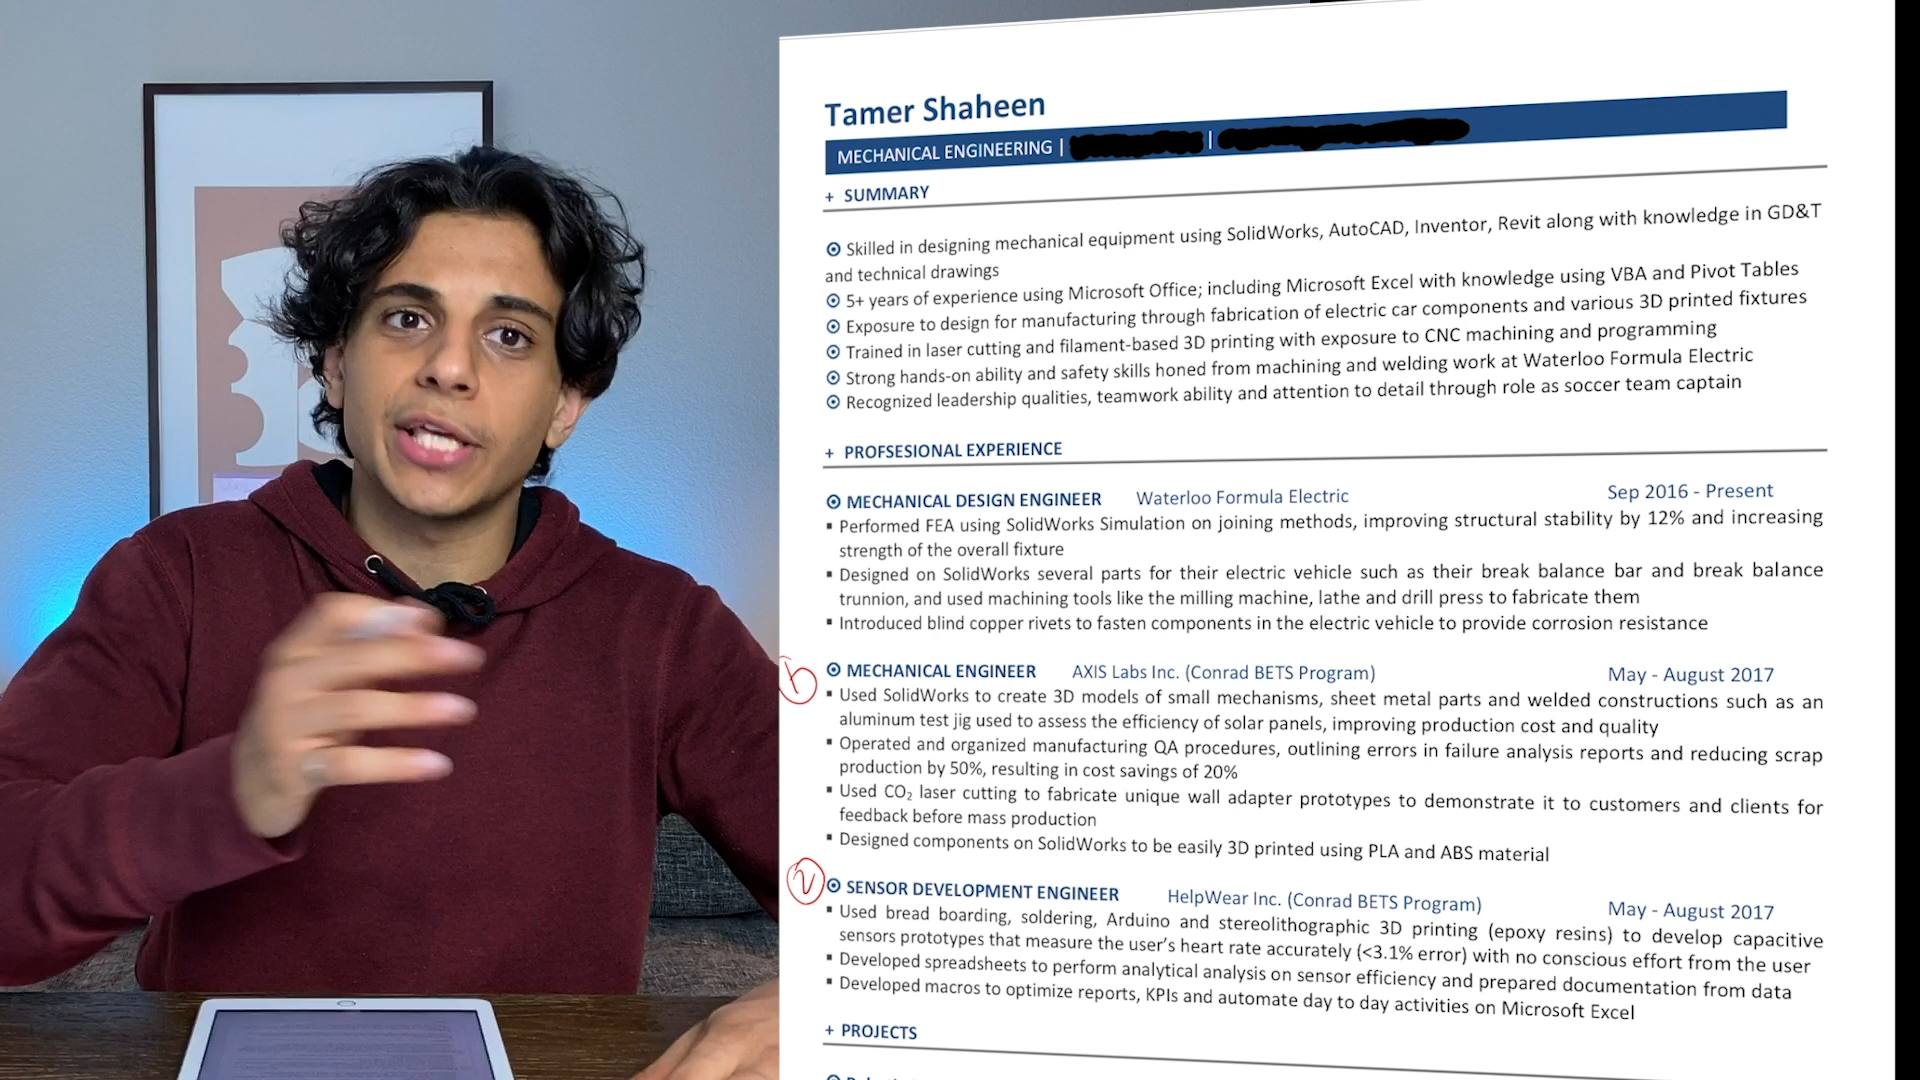 Tamer Shaheen
MECHANICAL ENGINEERING | |
+ SUMMARY
Skilled in designing mechanical equipment using SolidWorks, AutoCAD, Inventor, Revit along with knowledge in GD&T
and technical drawings
5+ years of experience using Microsoft Office; including Microsoft Excel with knowledge using VBA and Pivot Tables
Exposure to design for manufacturing through fabrication of electric car components and various 3D printed fixtures
Trained in laser cutting and filament-based 3D printing with exposure to CNC machining and programming
Strong hands-on ability and safety skills honed from machining and welding work at Waterloo Formula Electric
Recognized leadership qualities, teamwork ability and attention to detail through role as soccer team captain
+ PROFSESIONAL EXPERIENCE
MECHANICAL DESIGN ENGINEER Waterloo Formula Electric Sep 2016 - Present
▪ Performed FEA using SolidWorks Simulation on joining methods, improving structural stability by 12% and increasing
strength of the overall fixture
▪ Designed on SolidWorks several parts for their electric vehicle such as their break balance bar and break balance
trunnion, and used machining tools like the milling machine, lathe and drill press to fabricate them
▪ Introduced blind copper rivets to fasten components in the electric vehicle to provide corrosion resistance
MECHANICAL ENGINEER AXIS Labs Inc. (Conrad BETS Program) May - August 2017
▪ Used SolidWorks to create 3D models of small mechanisms, sheet metal parts and welded constructions such as an
aluminum test jig used to assess the efficiency of solar panels, improving production cost and quality
▪ Operated and organized manufacturing QA procedures, outlining errors in failure analysis reports and reducing scrap
production by 50%, resulting in cost savings of 20%
▪ Used CO₂ laser cutting to fabricate unique wall adapter prototypes to demonstrate it to customers and clients for
feedback before mass production
▪ Designed components on SolidWorks to be easily 3D printed using PLA and ABS material
2 SENSOR DEVELOPMENT ENGINEER HelpWear Inc. (Conrad BETS Program) May - August 2017
▪ Used bread boarding, soldering, Arduino and stereolithographic 3D printing (epoxy resins) to develop capacitive
sensors prototypes that measure the user's heart rate accurately (<3.1% error) with no conscious effort from the user
▪ Developed spreadsheets to perform analytical analysis on sensor efficiency and prepared documentation from data
▪ Developed macros to optimize reports, KPIs and automate day to day activities on Microsoft Excel
+ PROJECTS